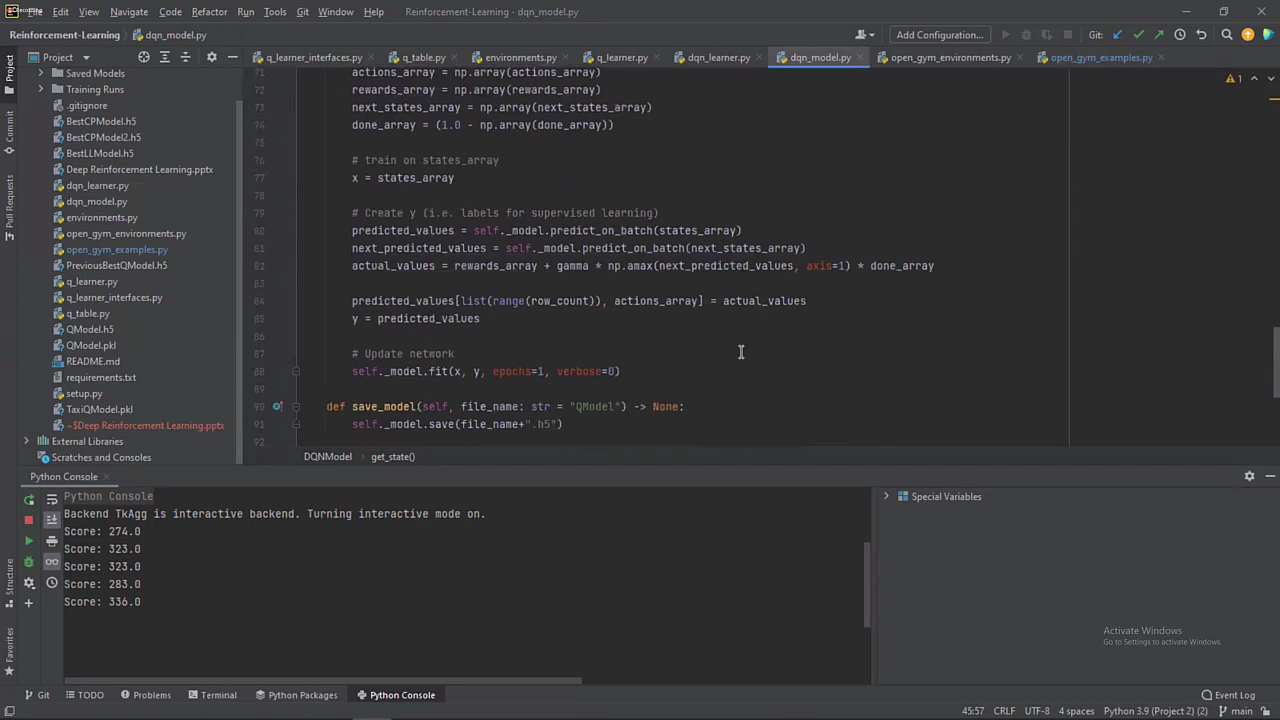 File Edit View Navigate Code Refactor Run Tools Git Window Help Reinforcement-Learning - dqn_model.py
Reinforcement-Learning dqn_model.py Add Configuration... Git:
Project q_learner_interfaces.py q_table.py environments.py q_learner.py dqn_learner.py dqn_model.py open_gym_environments.py open_gym_examples.py
Project
Commit
Pull Requests
Structure
Favorites
Saved Models
Training Runs
.gitignore
BestCPModel.h5
BestCPModel2.h5
BestLLModel.h5
Deep Reinforcement Learning.pptx
dqn_learner.py
dqn_model.py
environments.py
open_gym_environments.py
open_gym_examples.py
PreviousBestQModel.h5
q_learner.py
q_learner_interfaces.py
q_table.py
QModel.h5
QModel.pkl
README.md
requirements.txt
setup.py
TaxiQModel.pkl
~$Deep Reinforcement Learning.pptx
External Libraries
Scratches and Consoles
1
71 actions_array = np.array(actions_array)
72 rewards_array = np.array(rewards_array)
73 next_states_array = np.array(next_states_array)
74 done_array = (1.0 - np.array(done_array))
75
76 # train on states_array
77 x = states_array
78
79 # Create y (i.e. labels for supervised learning)
80 predicted_values = self._model.predict_on_batch(states_array)
81 next_predicted_values = self._model.predict_on_batch(next_states_array)
82 actual_values = rewards_array + gamma * np.amax(next_predicted_values, axis=1) * done_array
83
84 predicted_values[list(range(row_count)), actions_array] = actual_values
85 y = predicted_values
86
87 # Update network
88 self._model.fit(x, y, epochs=1, verbose=0)
89
90 def save_model(self, file_name: str = "QModel") -> None:
91 self._model.save(file_name+".h5")
92
DQNModel get_state()
Python Console
Python Console
Backend TkAgg is interactive backend. Turning interactive mode on.
Score: 274.0
Score: 323.0
Score: 323.0
Score: 283.0
Score: 336.0
Special Variables
Activate Windows
Go to Settings to activate Windows.
Git TODO Problems Terminal Python Packages Python Console Event Log
45:57 CRLF UTF-8 4 spaces Python 3.9 (Project 2) (2) main